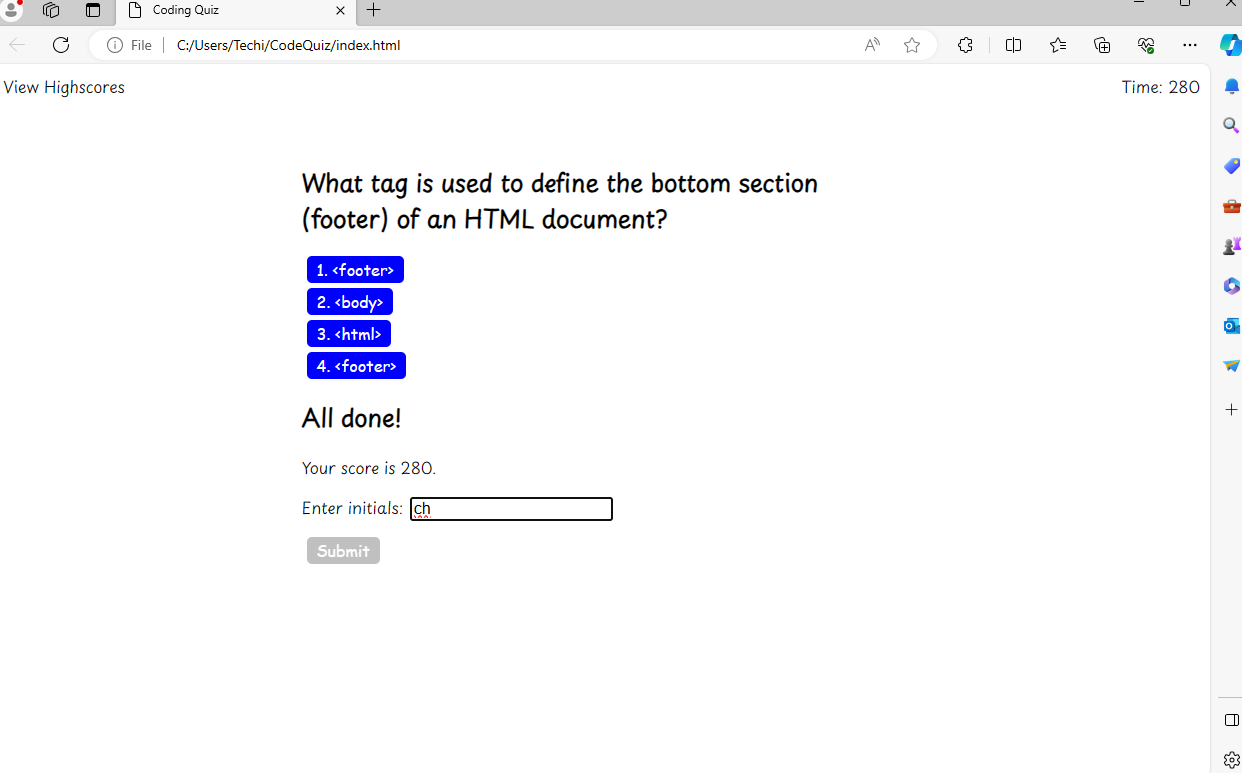 Coding Quiz
File
C:/Users/Techi/CodeQuiz/index.html
View Highscores
Time: 280
What tag is used to define the bottom section
(footer) of an HTML document?
1. <footer>
2. <body>
3. <html>
4. <footer>
All done!
Your score is 280.
Enter initials: ch
Submit